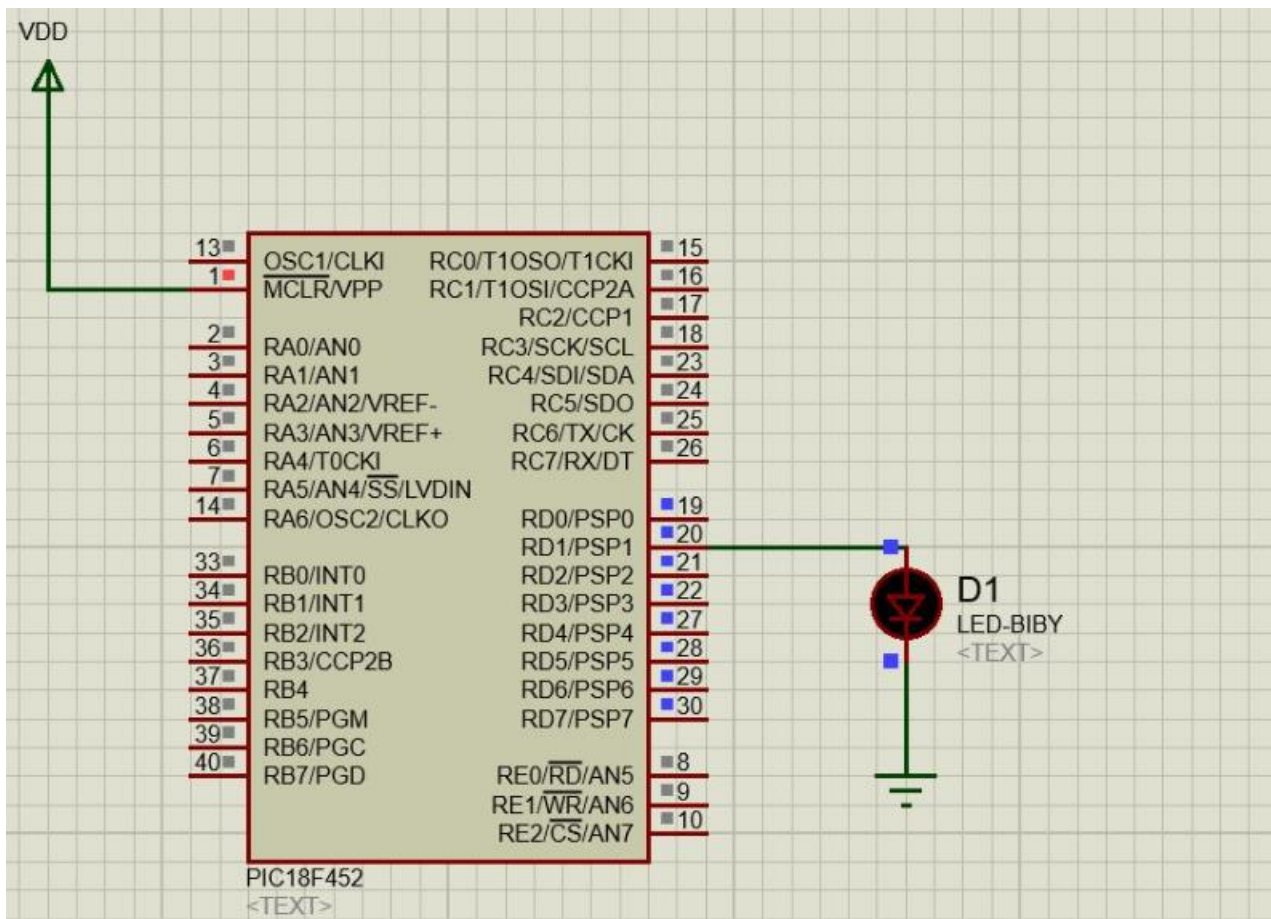 VDD
13
OSC1/CLKI
1
MCLR/VPP
2
RA0/AN0
3
RA1/AN1
4
RA2/AN2/VREF-
5
RA3/AN3/VREF+
6
RA4/T0CKI
7
RA5/AN4/SS/LVDIN
14
RA6/OSC2/CLKO
33
RB0/INT0
34
RB1/INT1
35
RB2/INT2
36
RB3/CCP2B
37
RB4
38
RB5/PGM
39
RB6/PGC
40
RB7/PGD
15
RC0/T1OSO/T1CKI
16
RC1/T1OSI/CCP2A
17
RC2/CCP1
18
RC3/SCK/SCL
23
RC4/SDI/SDA
24
RC5/SDO
25
RC6/TX/CK
26
RC7/RX/DT
19
RD0/PSP0
20
RD1/PSP1
21
RD2/PSP2
22
RD3/PSP3
27
RD4/PSP4
28
RD5/PSP5
29
RD6/PSP6
30
RD7/PSP7
8
RE0/RD/AN5
9
RE1/WR/AN6
10
RE2/CS/AN7
PIC18F452
<TEXT>
D1
LED-BIBY
<TEXT>